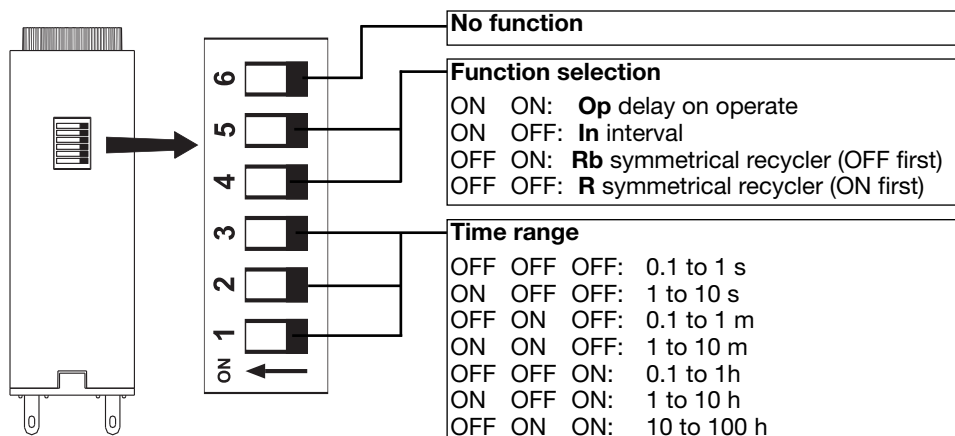 No function
6
Function selection
ON ON: Op delay on operate
ON OFF: In interval
OFF ON: Rb symmetrical recycler (OFF first)
OFF OFF: R symmetrical recycler (ON first)
5
4
3
Time range
OFF OFF OFF: 0.1 to 1 s
ON OFF OFF: 1 to 10 s
OFF ON OFF: 0.1 to 1 m
ON ON OFF: 1 to 10 m
OFF OFF ON: 0.1 to 1h
ON OFF ON: 1 to 10 h
OFF ON ON: 10 to 100 h
2
1
ON